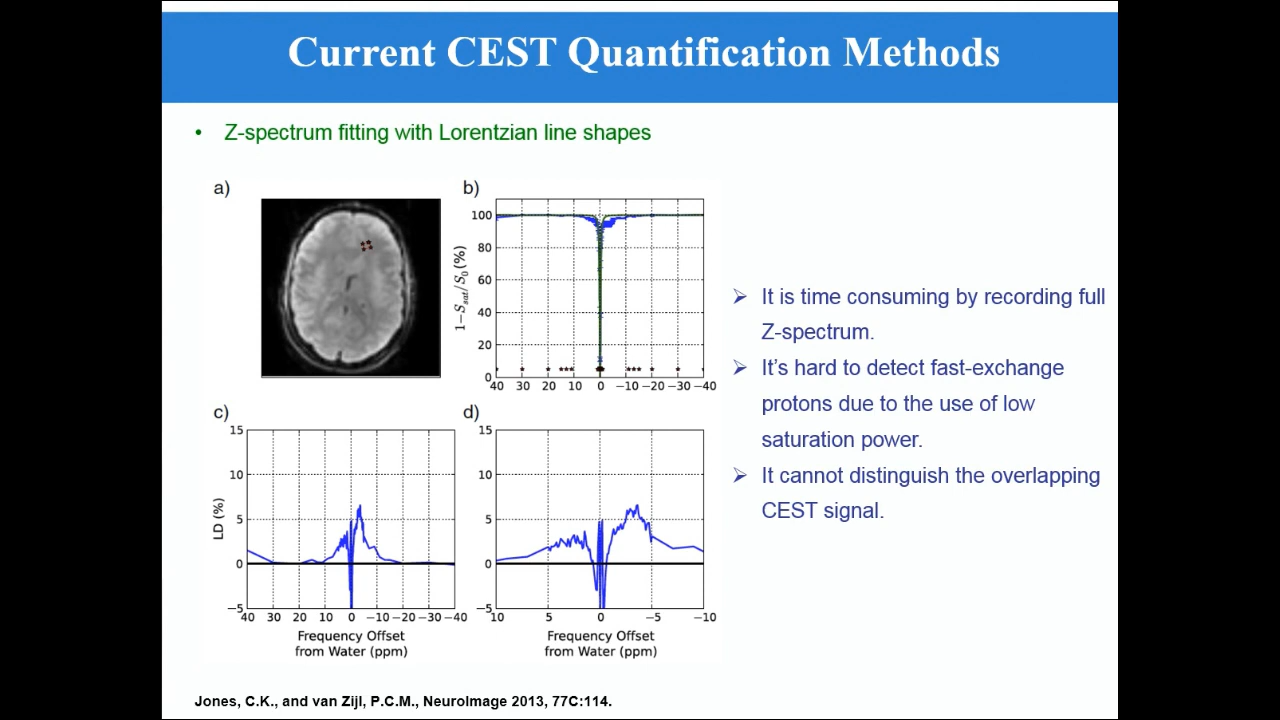 Current CEST Quantification Methods
• Z-spectrum fitting with Lorentzian line shapes
a)
b)
1−S_sat/S_0 (%)
100
80
60
40
20
0
40 30 20 10 0 −10 −20 −30 −40
c)
d)
LD (%)
15
10
5
0
−5
40 30 20 10 0 −10 −20 −30 −40
Frequency Offset
from Water (ppm)
15
10
5
0
−5
10 5 0 −5 −10
Frequency Offset
from Water (ppm)
➢ It is time consuming by recording full
Z-spectrum.
➢ It’s hard to detect fast-exchange
protons due to the use of low
saturation power.
➢ It cannot distinguish the overlapping
CEST signal.
Jones, C.K., and van Zijl, P.C.M., NeuroImage 2013, 77C:114.